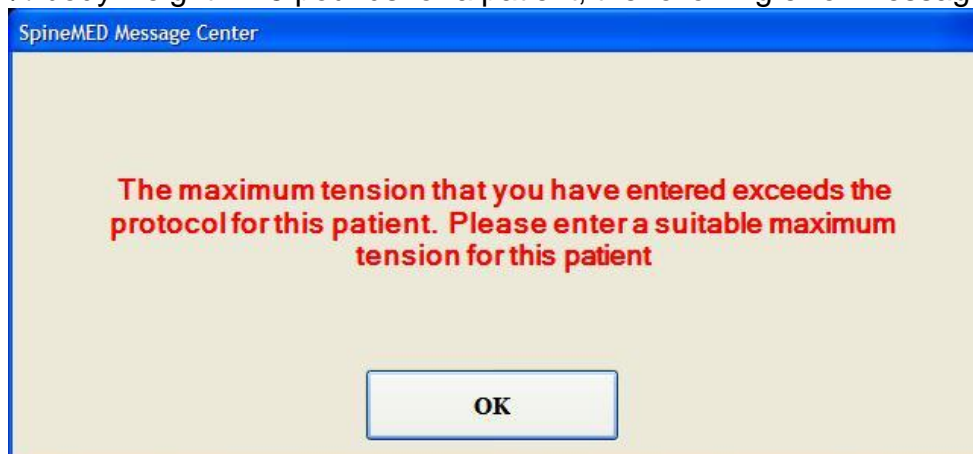 SpineMED Message Center
The maximum tension that you have entered exceeds the
protocol for this patient. Please enter a suitable maximum
tension for this patient
OK